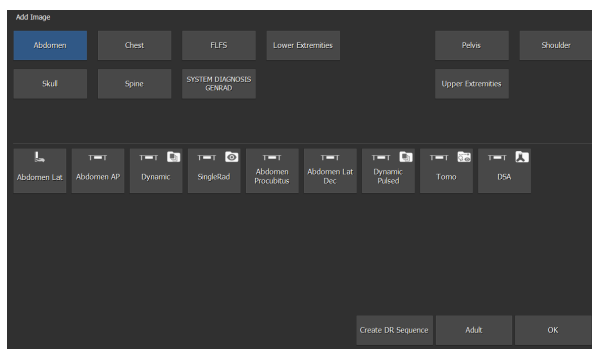 Add Image
Abdomen
Chest
FLFS
Lower Extremities
Pelvis
Shoulder
Skull
Spine
SYSTEM DIAGNOSIS
GENRAD
Upper Extremities
Abdomen Lat
Abdomen AP
Dynamic
SingleRad
Abdomen
Procubitus
Abdomen Lat
Dec
Dynamic
Pulsed
Tomo
DSA
Create DR Sequence
Adult
OK